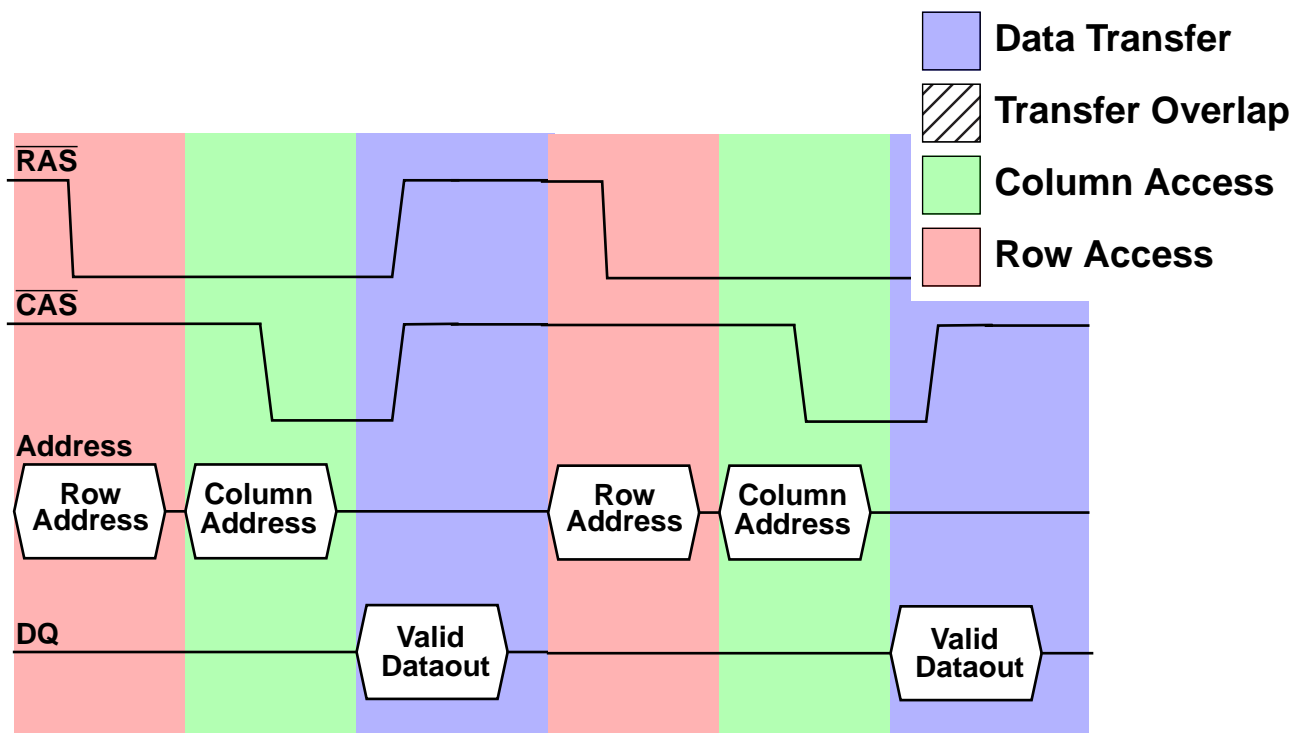 Data Transfer
Transfer Overlap
Column Access
Row Access
RAS
CAS
Address
Row
Address
Column
Address
Row
Address
Column
Address
DQ
Valid
Dataout
Valid
Dataout